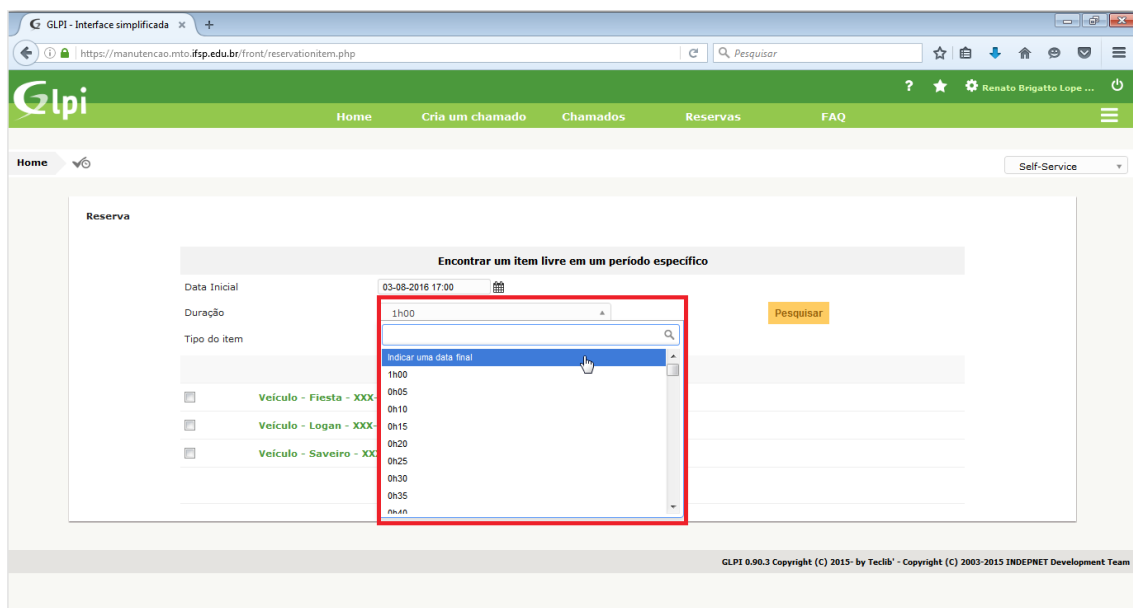 GLPI - Interface simplificada
https://manutencao.mto.ifsp.edu.br/front/reservationitem.php
Pesquisar
Glpi
? Renato Brigatto Lope ...
Home Cria um chamado Chamados Reservas FAQ
Home
Self-Service
Reserva
Encontrar um item livre em um período específico
Data Inicial 03-08-2016 17:00
Duração 1h00 Pesquisar
Tipo do item
Indicar uma data final
1h00
0h05
Veículo - Fiesta - XXX-
0h10
0h15
Veículo - Logan - XXX-
0h20
0h25
Veículo - Saveiro - XX
0h30
0h35
0h40
GLPI 0.90.3 Copyright (C) 2015- by Teclib' - Copyright (C) 2003-2015 INDEPNET Development Team